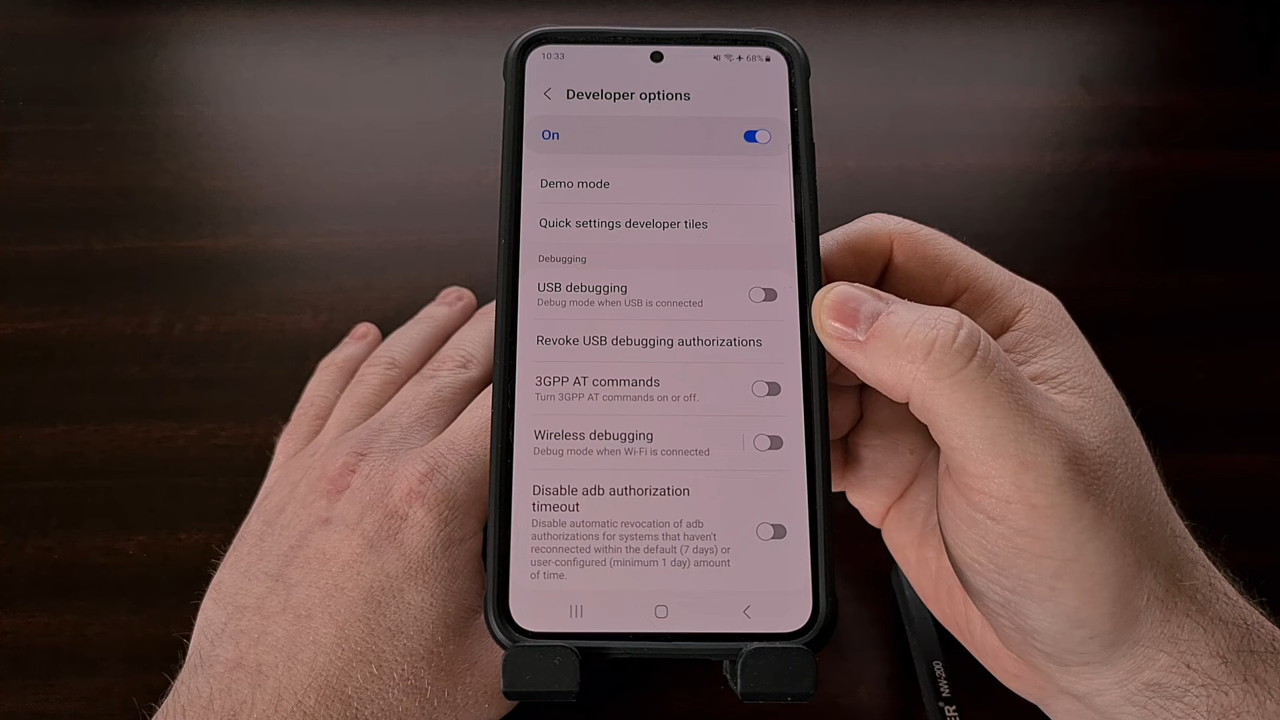 10:33
68%
Developer options
On
Demo mode
Quick settings developer tiles
Debugging
USB debugging
Debug mode when USB is connected
Revoke USB debugging authorizations
3GPP AT commands
Turn 3GPP AT commands on or off.
Wireless debugging
Debug mode when Wi-Fi is connected
Disable adb authorization
timeout
Disable automatic revocation of adb
authorizations for systems that haven't
reconnected within the default (7 days) or
user-configured (minimum 1 day) amount
of time.
ER® NW-200